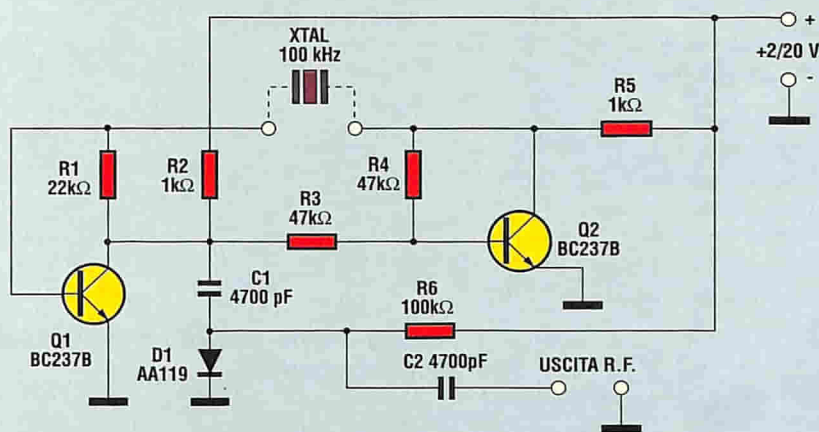 XTAL
100 kHz
+
+2/20 V
-
R5
1kΩ
R1
22kΩ
R2
1kΩ
R4
47kΩ
R3
47kΩ
Q2
BC237B
C1
4700 pF
R6
100kΩ
Q1
BC237B
D1
AA119
C2 4700pF
USCITA R.F.